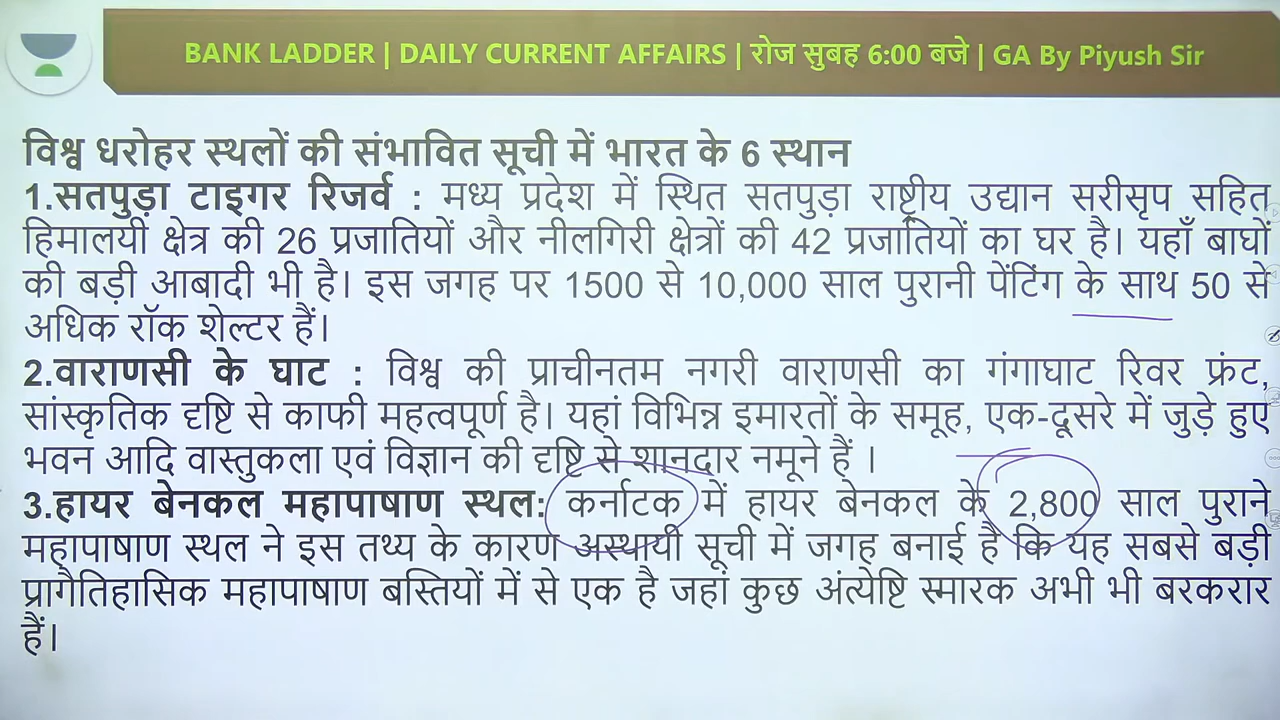 BANK LADDER | DAILY CURRENT AFFAIRS | रोज सुबह 6:00 बजे | GA By Piyush Sir
विश्व धरोहर स्थलों की संभावित सूची में भारत के 6 स्थान
1.सतपुड़ा टाइगर रिजर्व : मध्य प्रदेश में स्थित सतपुड़ा राष्ट्रीय उद्यान सरीसृप सहित
हिमालयी क्षेत्र की 26 प्रजातियों और नीलगिरी क्षेत्रों की 42 प्रजातियों का घर है। यहाँ बाघों
की बड़ी आबादी भी है। इस जगह पर 1500 से 10,000 साल पुरानी पेंटिंग के साथ 50 से
अधिक रॉक शेल्टर हैं।
2.वाराणसी के घाट : विश्व की प्राचीनतम नगरी वाराणसी का गंगाघाट रिवर फ्रंट,
सांस्कृतिक दृष्टि से काफी महत्वपूर्ण है। यहां विभिन्न इमारतों के समूह, एक-दूसरे में जुड़े हुए
भवन आदि वास्तुकला एवं विज्ञान की दृष्टि से शानदार नमूने हैं ।
3.हायर बेनकल महापाषाण स्थल: कर्नाटक में हायर बेनकल के 2,800 साल पुराने
महापाषाण स्थल ने इस तथ्य के कारण अस्थायी सूची में जगह बनाई है कि यह सबसे बड़ी
प्रागैतिहासिक महापाषाण बस्तियों में से एक है जहां कुछ अंत्येष्टि स्मारक अभी भी बरकरार
हैं।